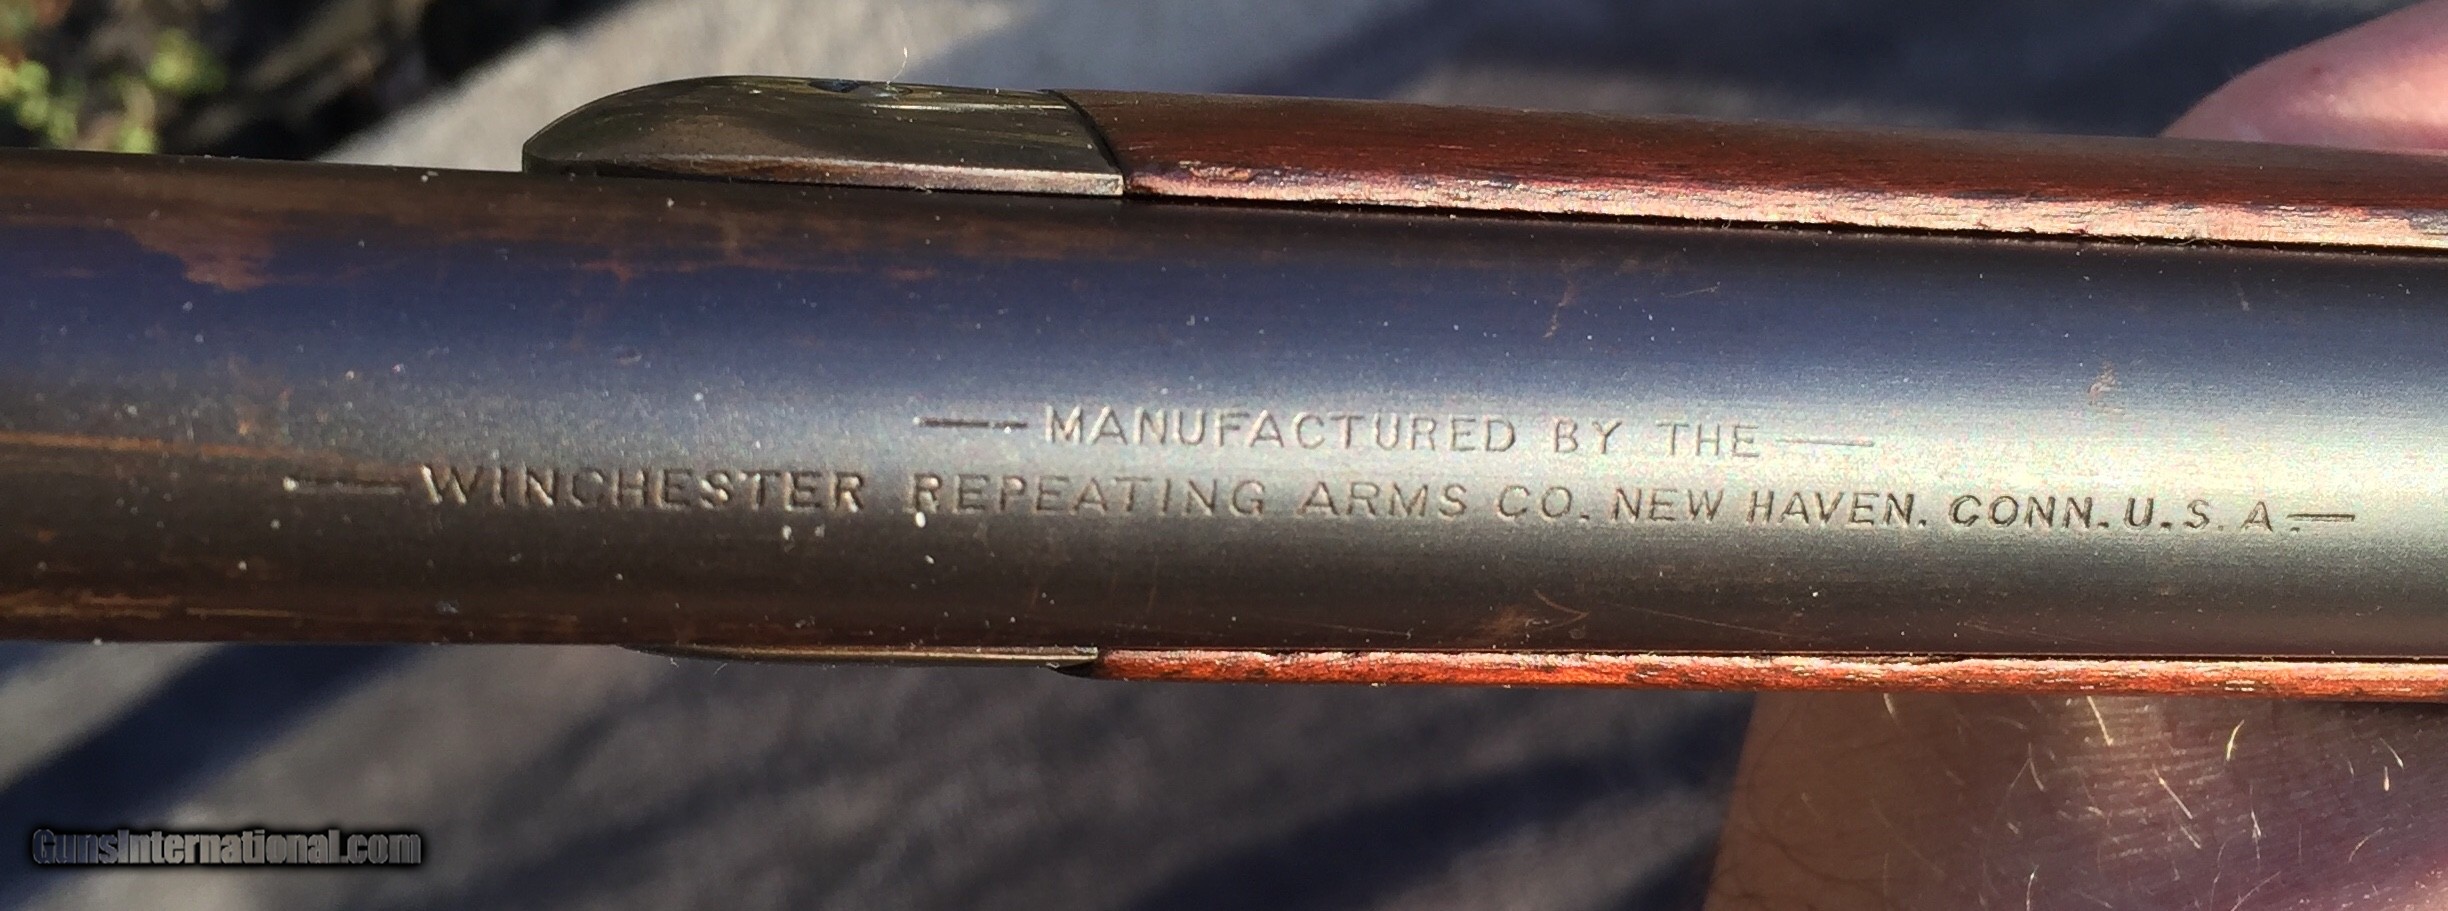 — MANUFACTURED BY THE —
— WINCHESTER REPEATING ARMS CO. NEW HAVEN. CONN. U.S.A. —
GunsInternational.com